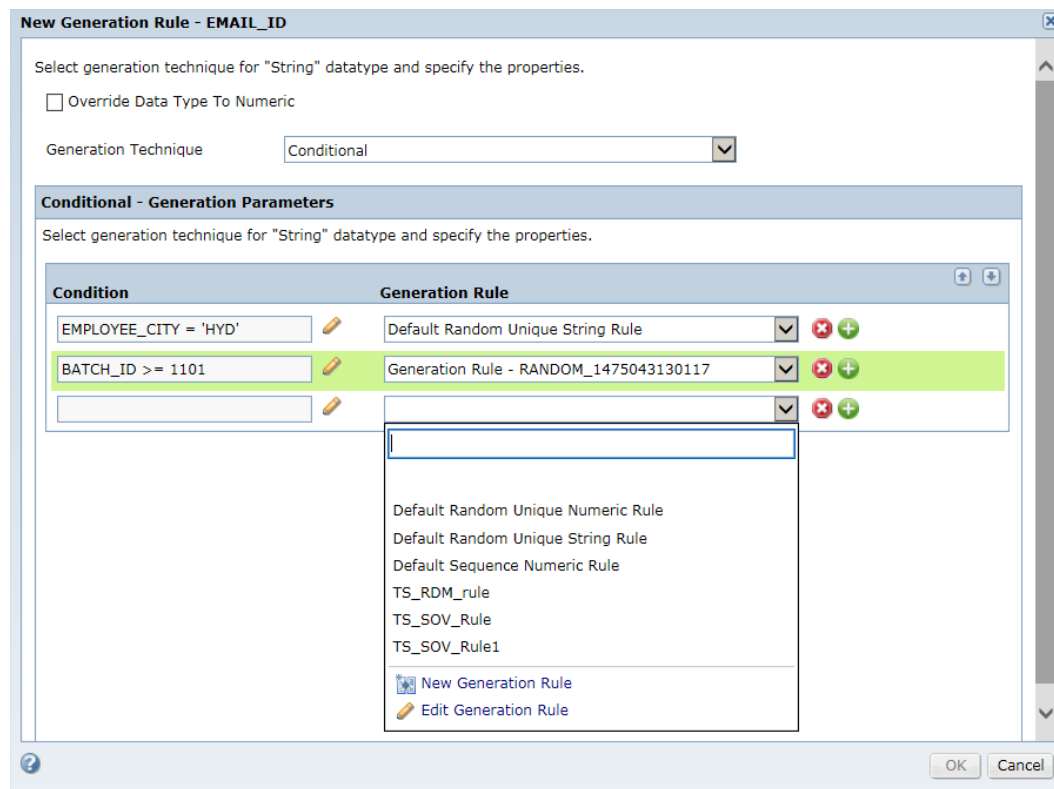 New Generation Rule - EMAIL_ID
Select generation technique for "String" datatype and specify the properties.
Override Data Type To Numeric
Generation Technique
Conditional
Conditional - Generation Parameters
Select generation technique for "String" datatype and specify the properties.
Condition Generation Rule
EMPLOYEE_CITY = 'HYD' Default Random Unique String Rule
BATCH_ID >= 1101 Generation Rule - RANDOM_1475043130117
Default Random Unique Numeric Rule
Default Random Unique String Rule
Default Sequence Numeric Rule
TS_RDM_rule
TS_SOV_Rule
TS_SOV_Rule1
New Generation Rule
Edit Generation Rule
OK Cancel